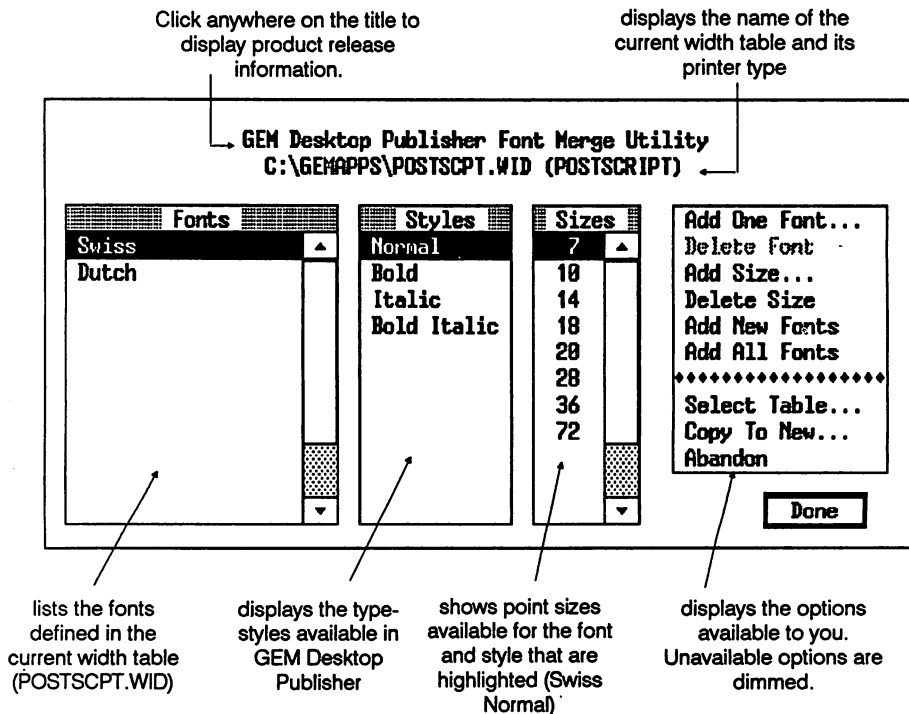 Click anywhere on the title to
display product release
information.
displays the name of the
current width table and its
printer type
GEM Desktop Publisher Font Merge Utility
C:\GEMAPPS\POSTSCPT.WID (POSTSCRIPT)
Fonts
Swiss
Dutch
Styles
Normal
Bold
Italic
Bold Italic
Sizes
7
10
14
18
20
28
36
72
Add One Font...
Delete Font
Add Size...
Delete Size
Add New Fonts
Add All Fonts
Select Table...
Copy To New...
Abandon
Done
lists the fonts
defined in the
current width table
(POSTSCPT.WID)
displays the type-
styles available in
GEM Desktop
Publisher
shows point sizes
available for the font
and style that are
highlighted (Swiss
Normal)
displays the options
available to you.
Unavailable options are
dimmed.